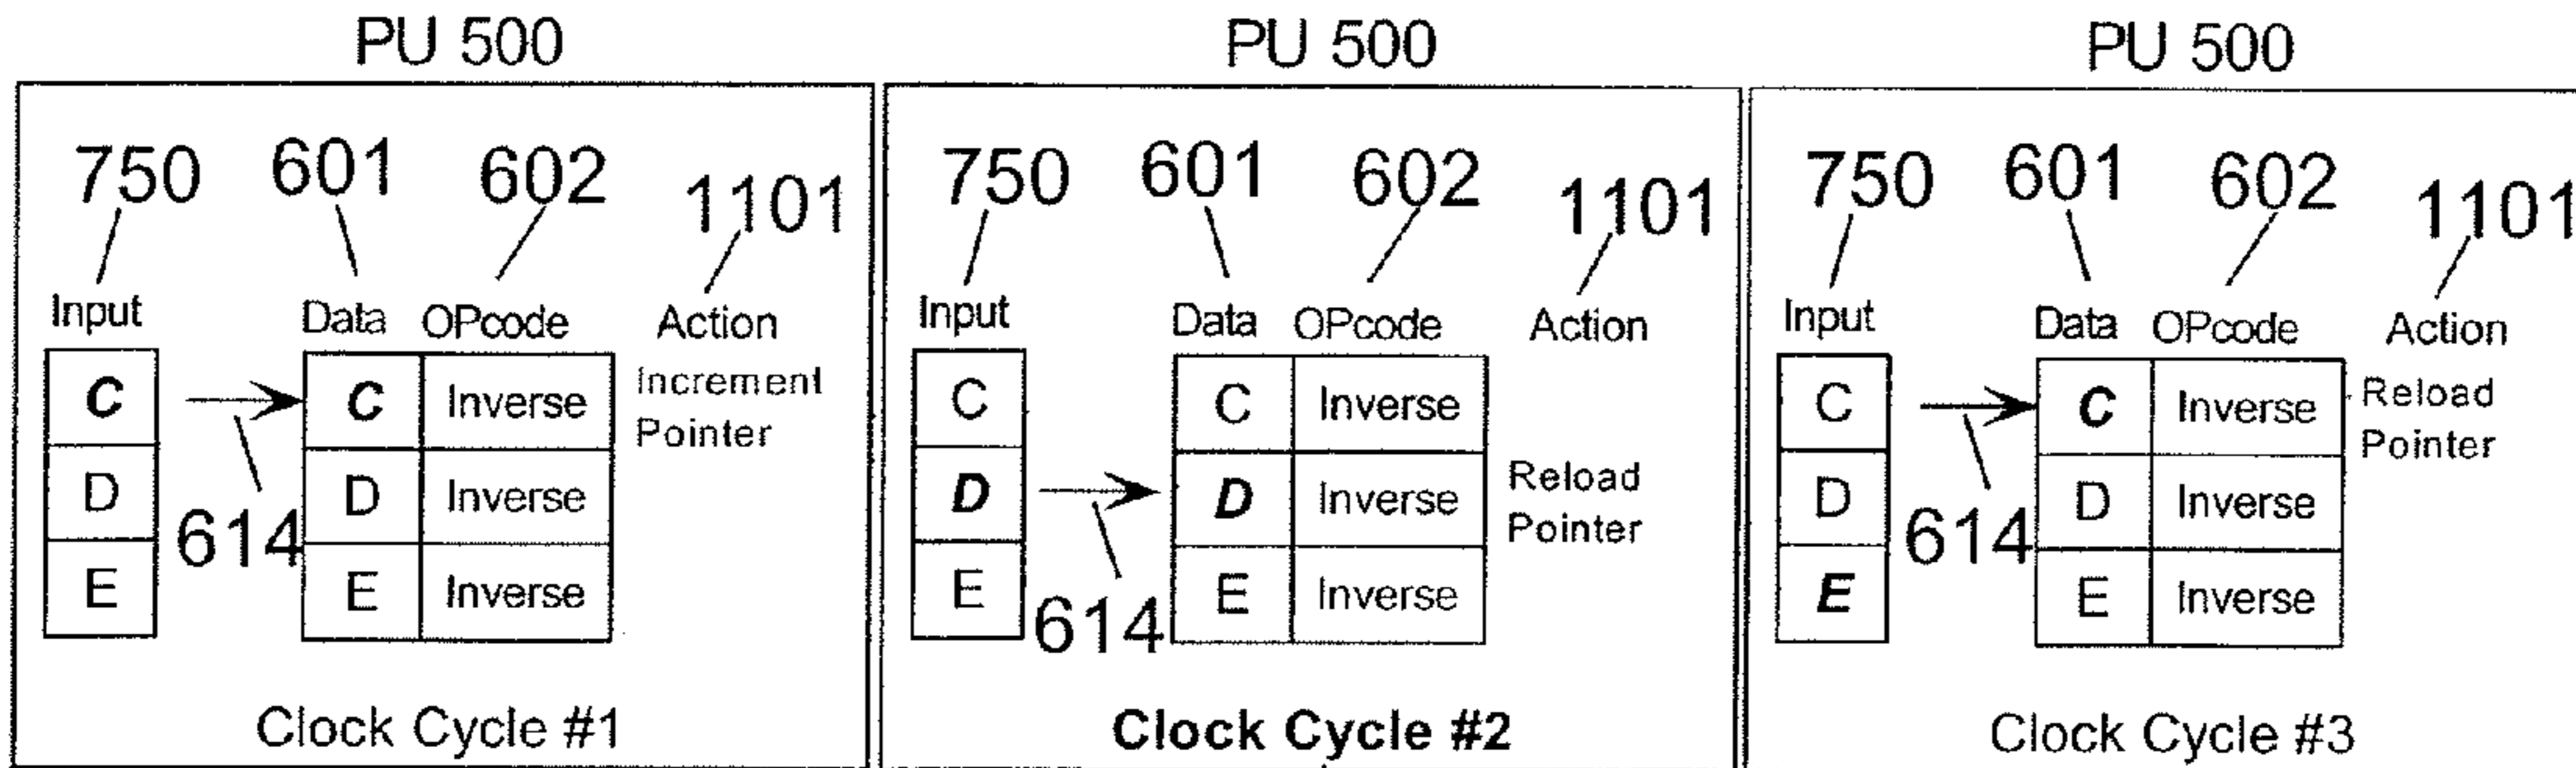 PU 500
750 601 602 1101
Input Data OPcode Action
C C Inverse Increment
Pointer
D D Inverse
614
E E Inverse
Clock Cycle #1
PU 500
750 601 602 1101
Input Data OPcode Action
C C Inverse
D D Inverse Reload
Pointer
E E Inverse
614
Clock Cycle #2
PU 500
750 601 602 1101
Input Data OPcode Action
C C Inverse Reload
Pointer
D D Inverse
614
E E Inverse
Clock Cycle #3